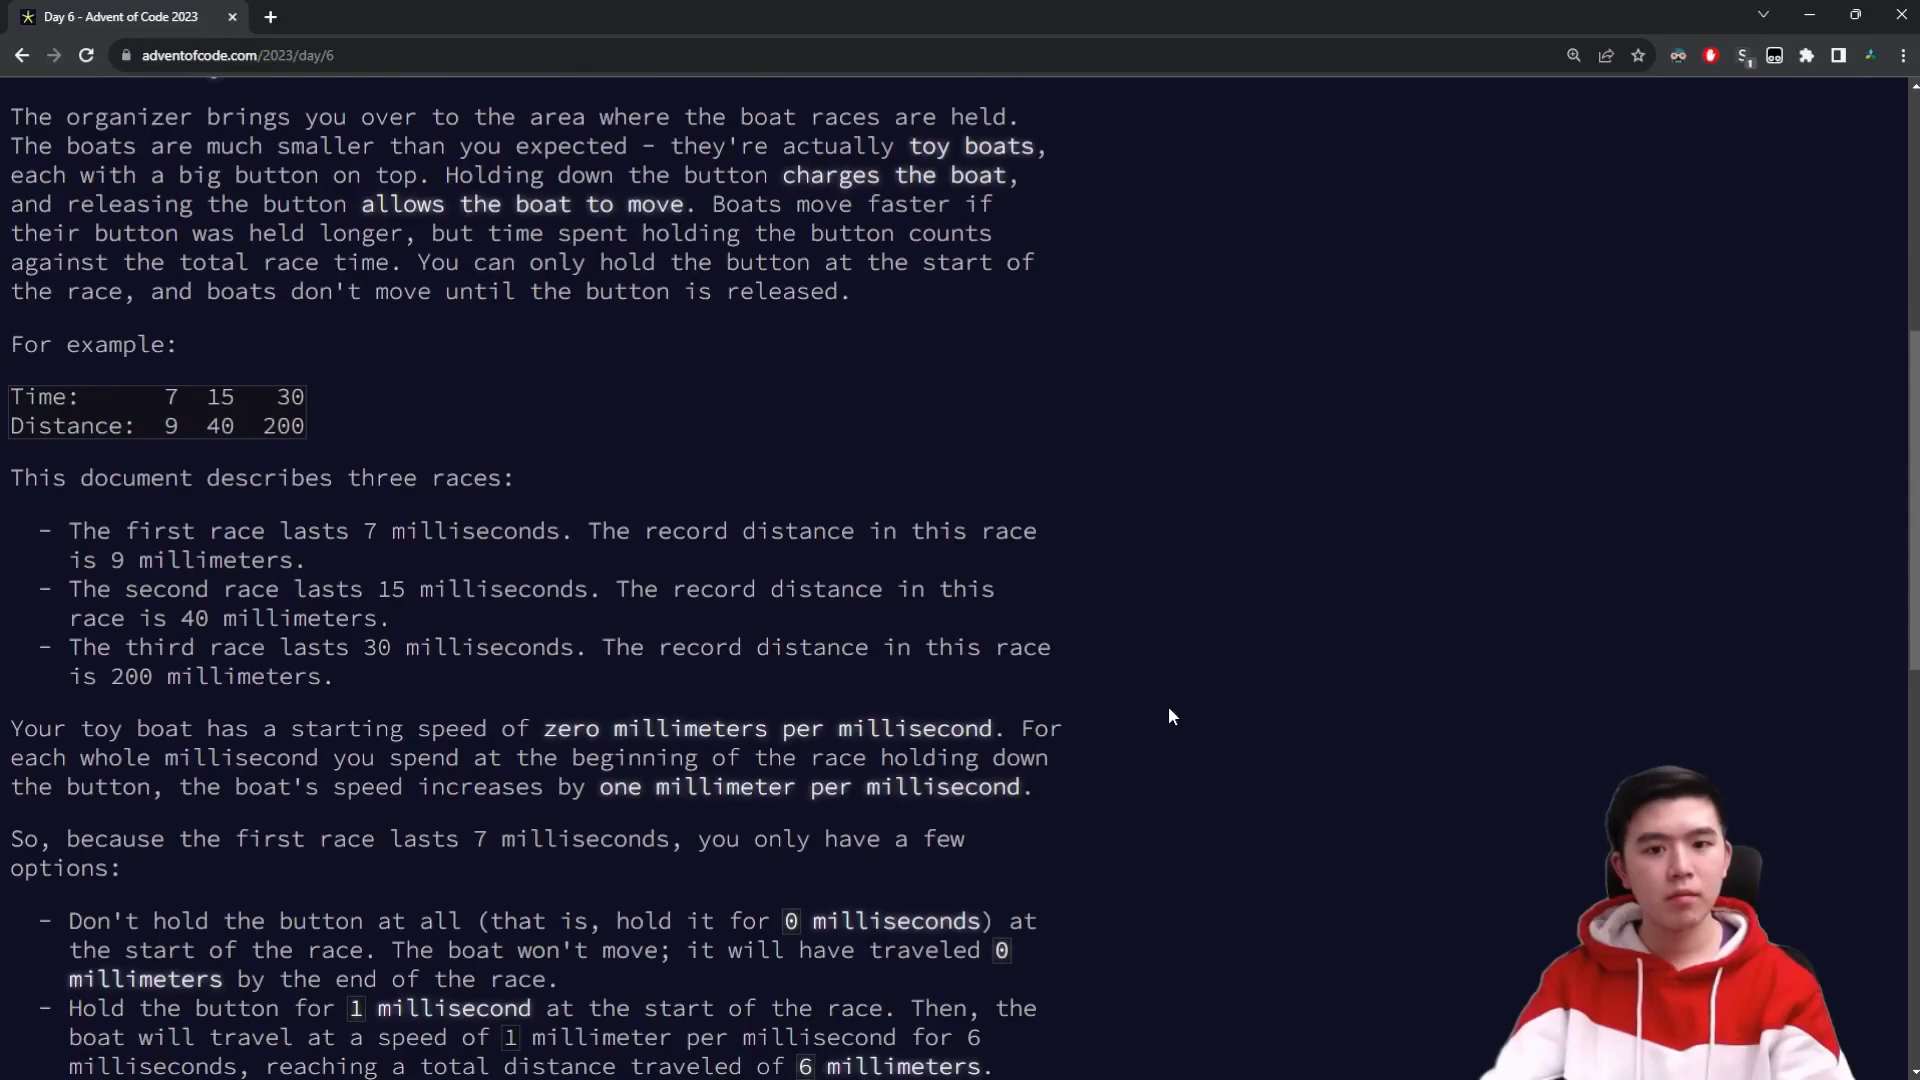 Day 6 - Advent of Code 2023
adventofcode.com/2023/day/6
The organizer brings you over to the area where the boat races are held.
The boats are much smaller than you expected - they're actually toy boats,
each with a big button on top. Holding down the button charges the boat,
and releasing the button allows the boat to move. Boats move faster if
their button was held longer, but time spent holding the button counts
against the total race time. You can only hold the button at the start of
the race, and boats don't move until the button is released.
For example:
Time: 7 15 30
Distance: 9 40 200
This document describes three races:
- The first race lasts 7 milliseconds. The record distance in this race
is 9 millimeters.
- The second race lasts 15 milliseconds. The record distance in this
race is 40 millimeters.
- The third race lasts 30 milliseconds. The record distance in this race
is 200 millimeters.
Your toy boat has a starting speed of zero millimeters per millisecond. For
each whole millisecond you spend at the beginning of the race holding down
the button, the boat's speed increases by one millimeter per millisecond.
So, because the first race lasts 7 milliseconds, you only have a few
options:
- Don't hold the button at all (that is, hold it for 0 milliseconds) at
the start of the race. The boat won't move; it will have traveled 0
millimeters by the end of the race.
- Hold the button for 1 millisecond at the start of the race. Then, the
boat will travel at a speed of 1 millimeter per millisecond for 6
milliseconds, reaching a total distance traveled of 6 millimeters.